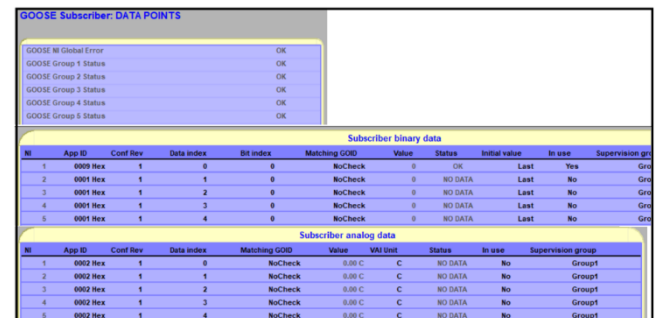 GOOSE Subscriber: DATA POINTS
GOOSE NI Global Error OK
GOOSE Group 1 Status OK
GOOSE Group 2 Status OK
GOOSE Group 3 Status OK
GOOSE Group 4 Status OK
GOOSE Group 5 Status OK
Subscriber binary data
NI App ID Conf Rev Data index Bit index Matching GOID Value Status Initial value In use Supervision gro
1 0009 Hex 1 0 0 NoCheck 0 OK Last Yes Gro
2 0001 Hex 1 1 0 NoCheck 0 NO DATA Last No Gro
3 0001 Hex 1 2 0 NoCheck 0 NO DATA Last No Gro
4 0001 Hex 1 3 0 NoCheck 0 NO DATA Last No Gro
5 0001 Hex 1 4 0 NoCheck 0 NO DATA Last No Gro
Subscriber analog data
NI App ID Conf Rev Data index Matching GOID Value VAI Unit Status In use Supervision group
1 0002 Hex 1 0 NoCheck 0.00 C C NO DATA No Group1
2 0002 Hex 1 1 NoCheck 0.00 C C NO DATA No Group1
3 0002 Hex 1 2 NoCheck 0.00 C C NO DATA No Group1
4 0002 Hex 1 3 NoCheck 0.00 C C NO DATA No Group1
5 0002 Hex 1 4 NoCheck 0.00 C C NO DATA No Group1